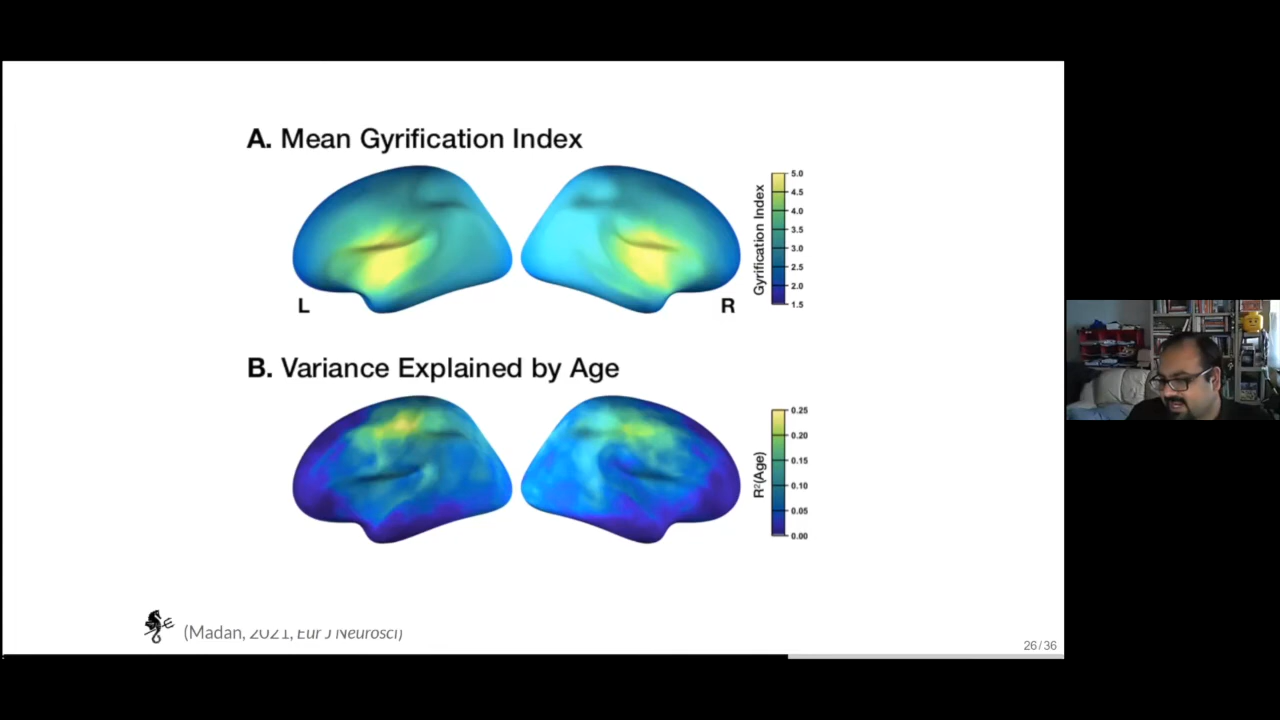 A. Mean Gyrification Index
L
R
Gyrification Index
5.0
4.5
4.0
3.5
3.0
2.5
2.0
1.5
B. Variance Explained by Age
R²(Age)
0.25
0.20
0.15
0.10
0.05
0.00
(Madan, 2021, Eur J Neurosci)
26/36